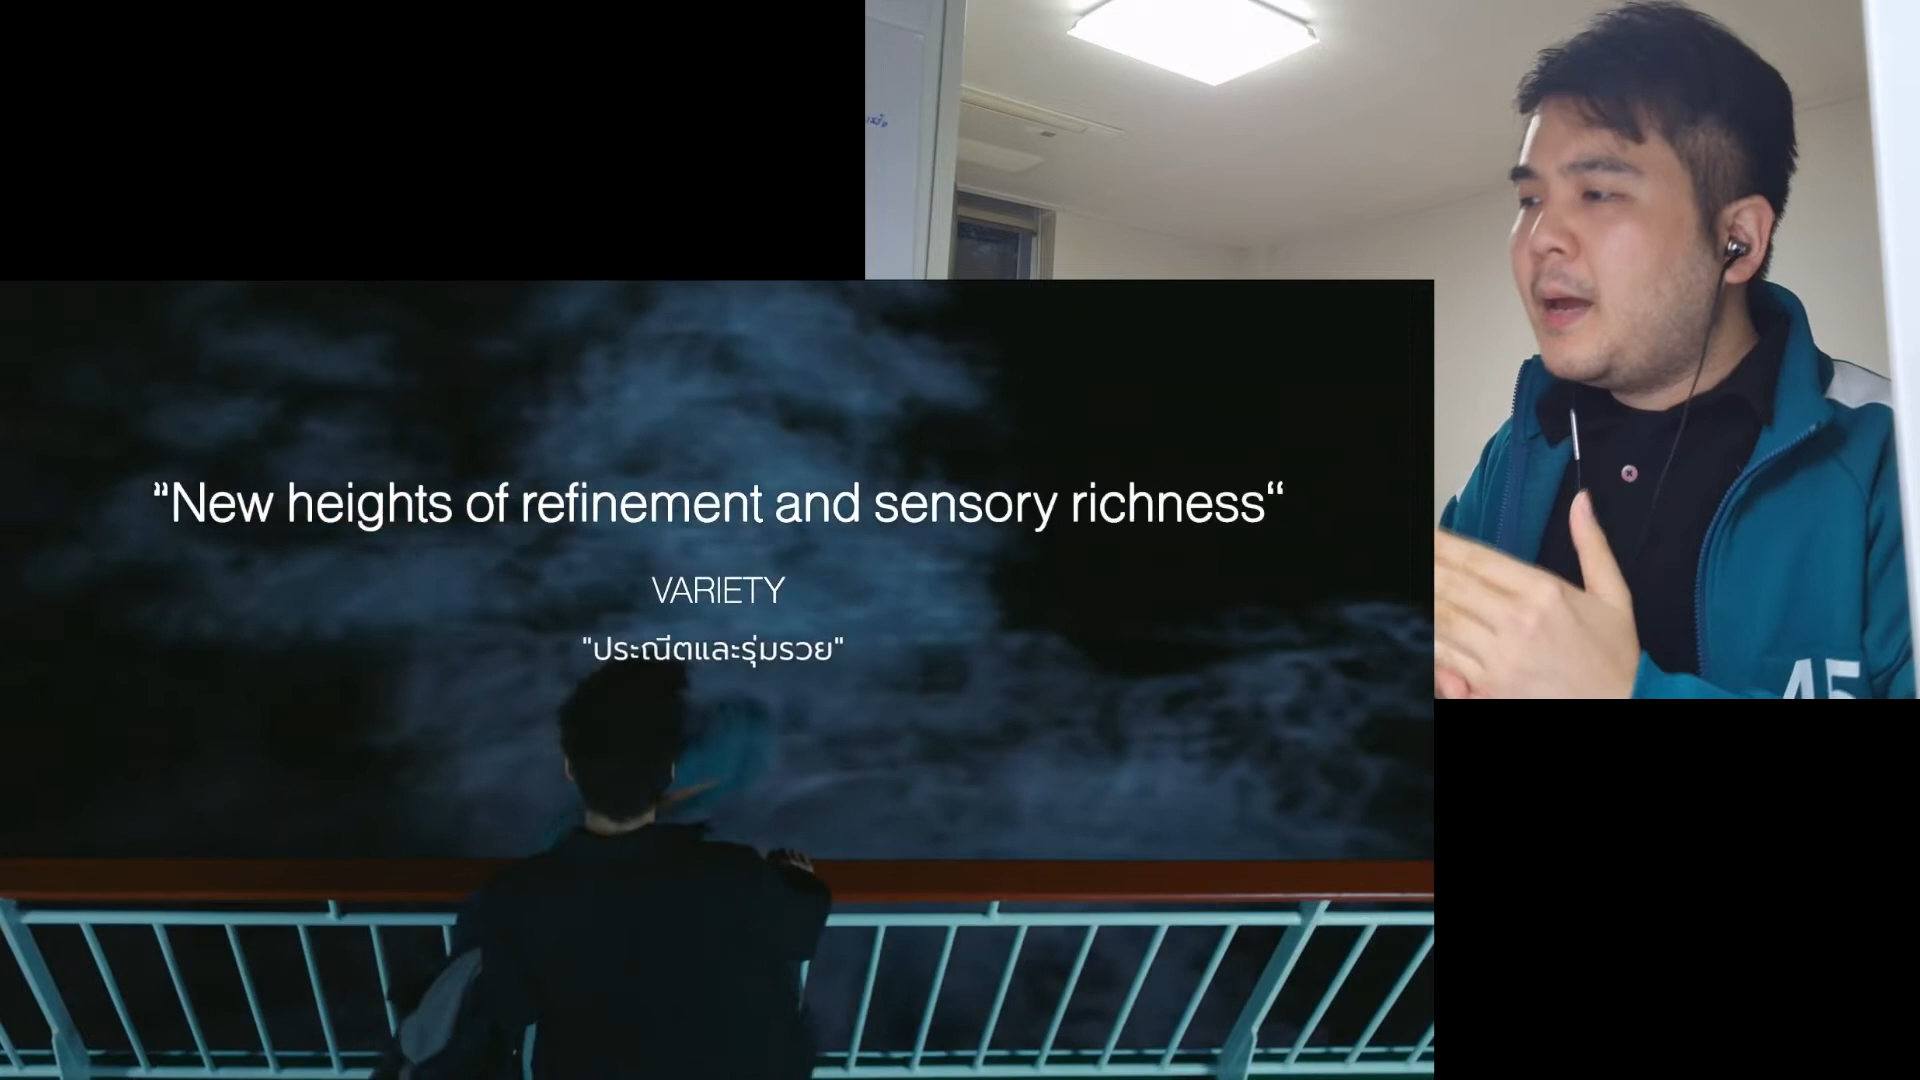 "New heights of refinement and sensory richness“
VARIETY
"ประณีตและรุ่มรวย"
45